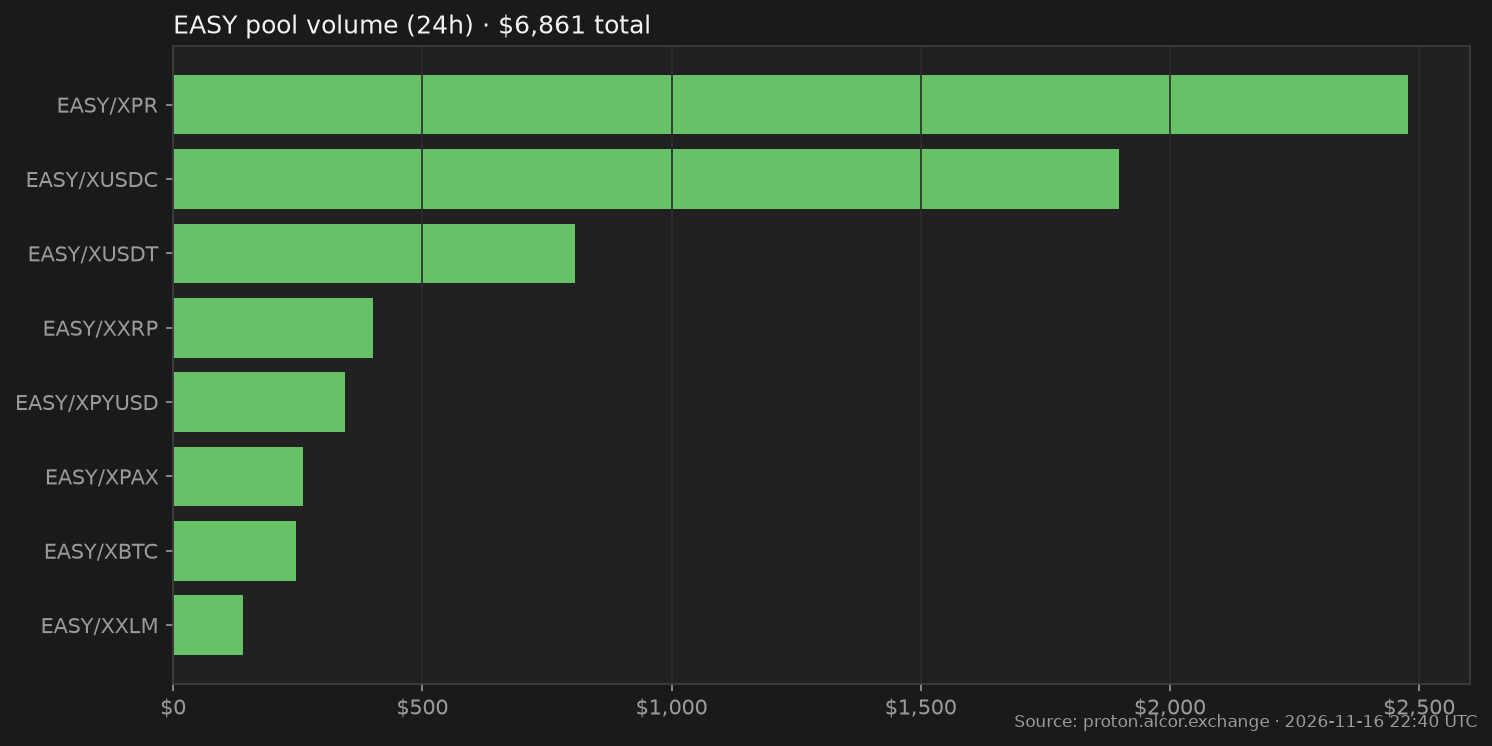 EASY pool volume (24h) · $6,861 total
EASY/XPR
EASY/XUSDC
EASY/XUSDT
EASY/XXRP
EASY/XPYUSD
EASY/XPAX
EASY/XBTC
EASY/XXLM
$0 $500 $1,000 $1,500 $2,000 $2,500
Source: proton.alcor.exchange · 2026-11-16 22:40 UTC